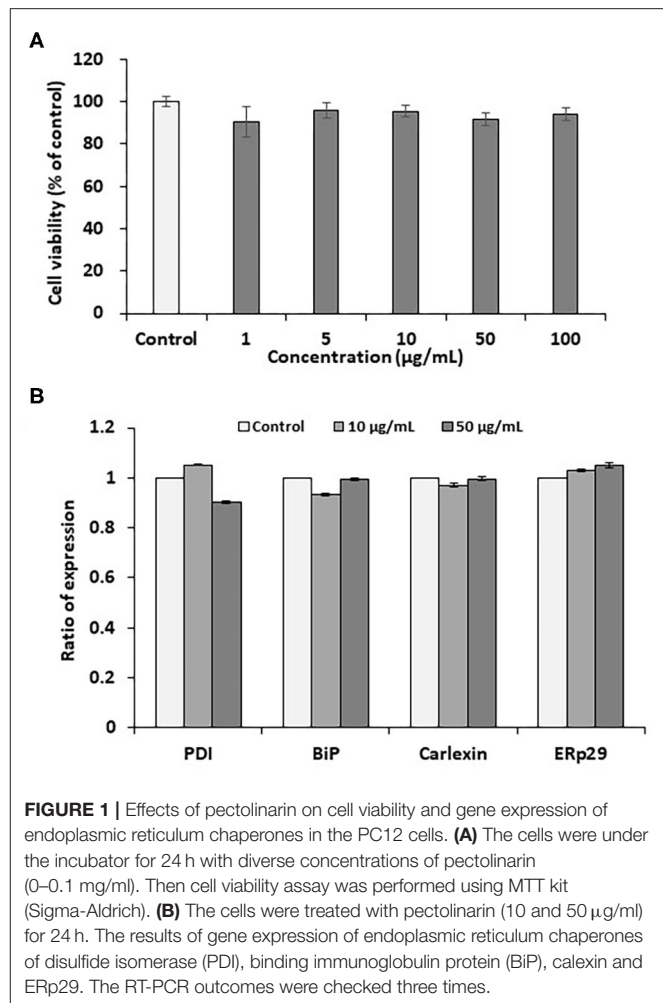 A
120
100
80
60
40
20
0
Cell viability (% of control)
Control 1 5 10 50 100
Concentration (µg/mL)
B
Control 10 µg/mL 50 µg/mL
1.2
1
0.8
0.6
0.4
0.2
0
Ratio of expression
PDI BiP Carlexin ERp29
FIGURE 1 | Effects of pectolinarin on cell viability and gene expression of
endoplasmic reticulum chaperones in the PC12 cells. (A) The cells were under
the incubator for 24 h with diverse concentrations of pectolinarin
(0–0.1 mg/ml). Then cell viability assay was performed using MTT kit
(Sigma-Aldrich). (B) The cells were treated with pectolinarin (10 and 50 µg/ml)
for 24 h. The results of gene expression of endoplasmic reticulum chaperones
of disulfide isomerase (PDI), binding immunoglobulin protein (BiP), calexin and
ERp29. The RT-PCR outcomes were checked three times.